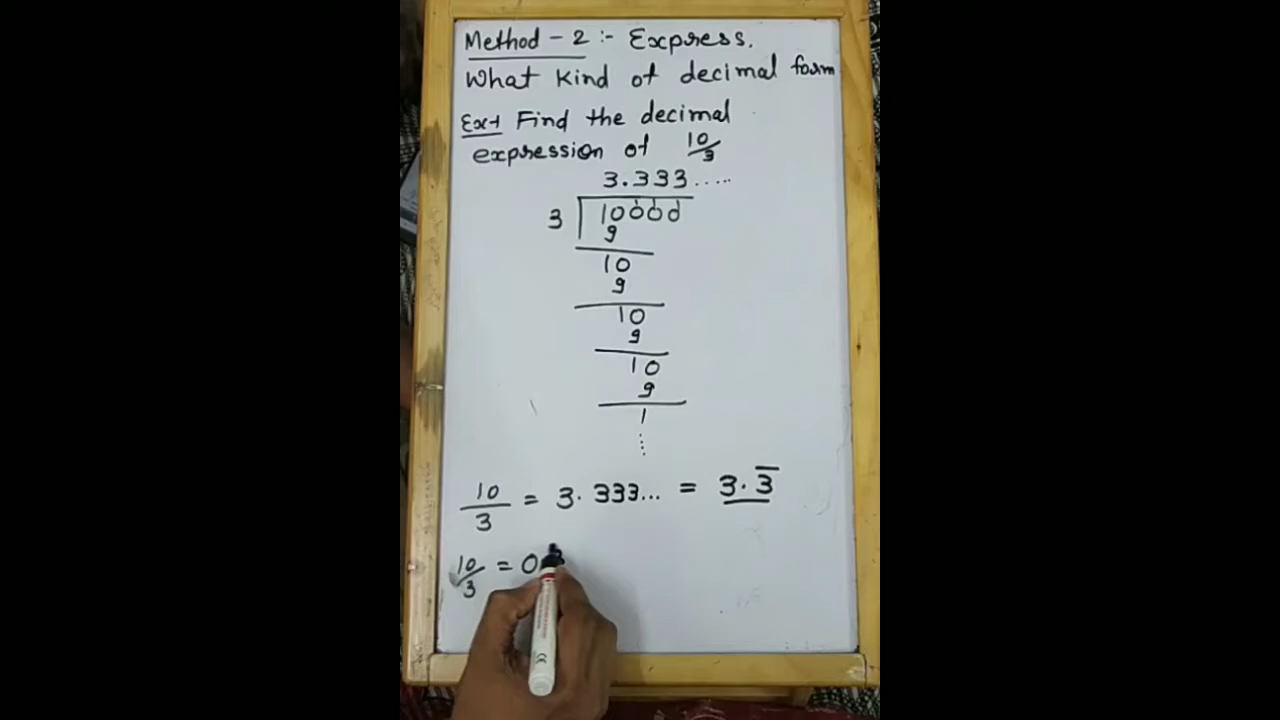 Method - 2 :- Express.
What kind of decimal form
Ex-1 Find the decimal
expression of 10/3
3.333.....
3 10000
9
10
9
10
9
10
9
1
⋮
10/3 = 3.333... = 3.3̅
10/3 = 0